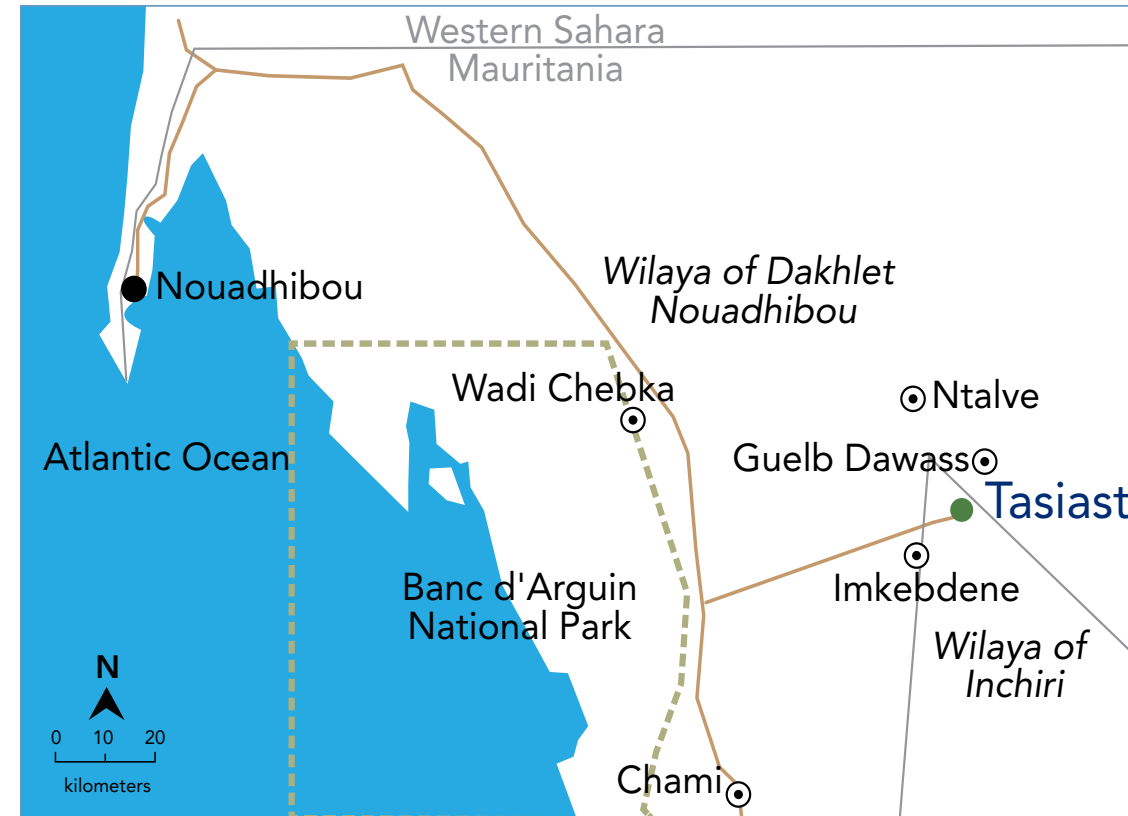 Western Sahara
Mauritania
Wilaya of Dakhlet
Nouadhibou
Nouadhibou
Wadi Chebka
Ntalve
Atlantic Ocean
Guelb Dawass
Tasiast
Banc d'Arguin
National Park
Imkebdene
Wilaya of
Inchiri
N
0 10 20
kilometers
Chami